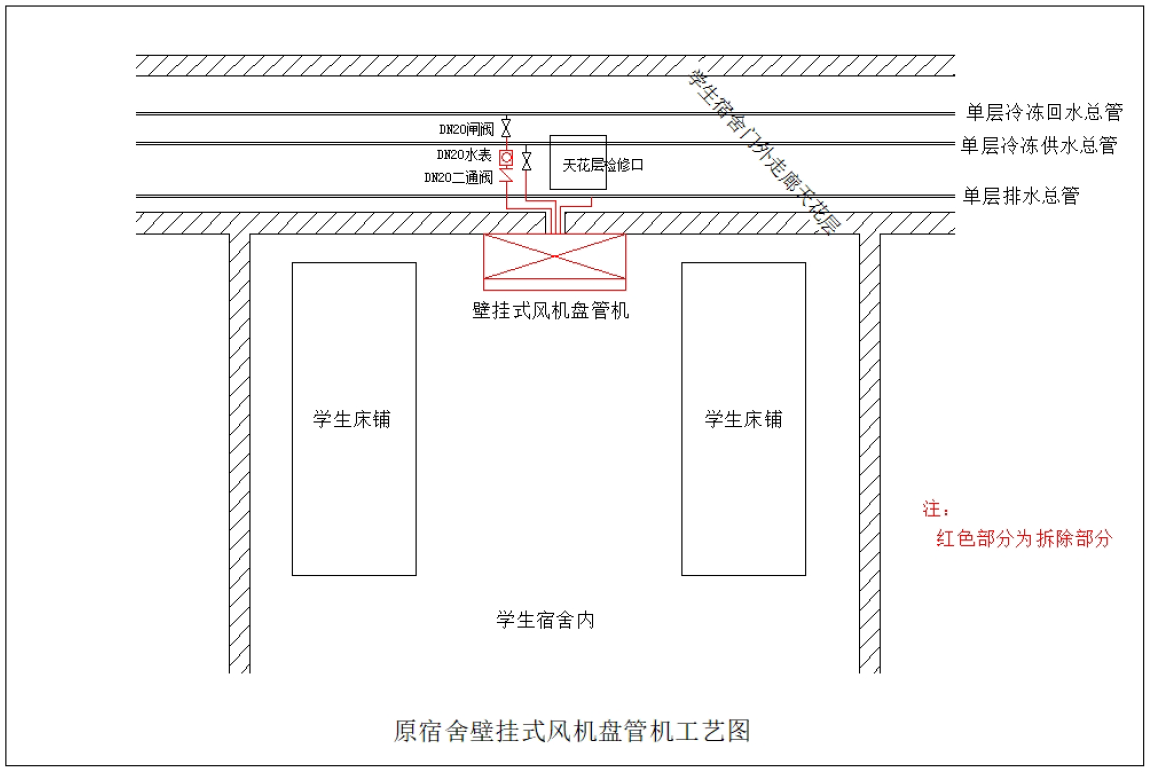 学生宿舍门外走廊天花层
单层冷冻回水总管
DN20闸阀
单层冷冻供水总管
DN20水表
天花层检修口
DN20二通阀
单层排水总管
壁挂式风机盘管机
学生床铺
学生床铺
注：
红色部分为拆除部分
学生宿舍内
原宿舍壁挂式风机盘管机工艺图